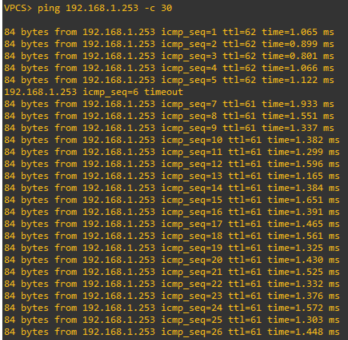 VPCS> ping 192.168.1.253 -c 30
84 bytes from 192.168.1.253 icmp_seq=1 ttl=62 time=1.065 ms
84 bytes from 192.168.1.253 icmp_seq=2 ttl=62 time=0.899 ms
84 bytes from 192.168.1.253 icmp_seq=3 ttl=62 time=0.801 ms
84 bytes from 192.168.1.253 icmp_seq=4 ttl=62 time=1.066 ms
84 bytes from 192.168.1.253 icmp_seq=5 ttl=62 time=1.122 ms
192.168.1.253 icmp_seq=6 timeout
84 bytes from 192.168.1.253 icmp_seq=7 ttl=61 time=1.933 ms
84 bytes from 192.168.1.253 icmp_seq=8 ttl=61 time=1.551 ms
84 bytes from 192.168.1.253 icmp_seq=9 ttl=61 time=1.337 ms
84 bytes from 192.168.1.253 icmp_seq=10 ttl=61 time=1.382 ms
84 bytes from 192.168.1.253 icmp_seq=11 ttl=61 time=1.299 ms
84 bytes from 192.168.1.253 icmp_seq=12 ttl=61 time=1.596 ms
84 bytes from 192.168.1.253 icmp_seq=13 ttl=61 time=1.165 ms
84 bytes from 192.168.1.253 icmp_seq=14 ttl=61 time=1.384 ms
84 bytes from 192.168.1.253 icmp_seq=15 ttl=61 time=1.651 ms
84 bytes from 192.168.1.253 icmp_seq=16 ttl=61 time=1.391 ms
84 bytes from 192.168.1.253 icmp_seq=17 ttl=61 time=1.465 ms
84 bytes from 192.168.1.253 icmp_seq=18 ttl=61 time=1.561 ms
84 bytes from 192.168.1.253 icmp_seq=19 ttl=61 time=1.325 ms
84 bytes from 192.168.1.253 icmp_seq=20 ttl=61 time=1.430 ms
84 bytes from 192.168.1.253 icmp_seq=21 ttl=61 time=1.525 ms
84 bytes from 192.168.1.253 icmp_seq=22 ttl=61 time=1.332 ms
84 bytes from 192.168.1.253 icmp_seq=23 ttl=61 time=1.376 ms
84 bytes from 192.168.1.253 icmp_seq=24 ttl=61 time=1.572 ms
84 bytes from 192.168.1.253 icmp_seq=25 ttl=61 time=1.303 ms
84 bytes from 192.168.1.253 icmp_seq=26 ttl=61 time=1.448 ms